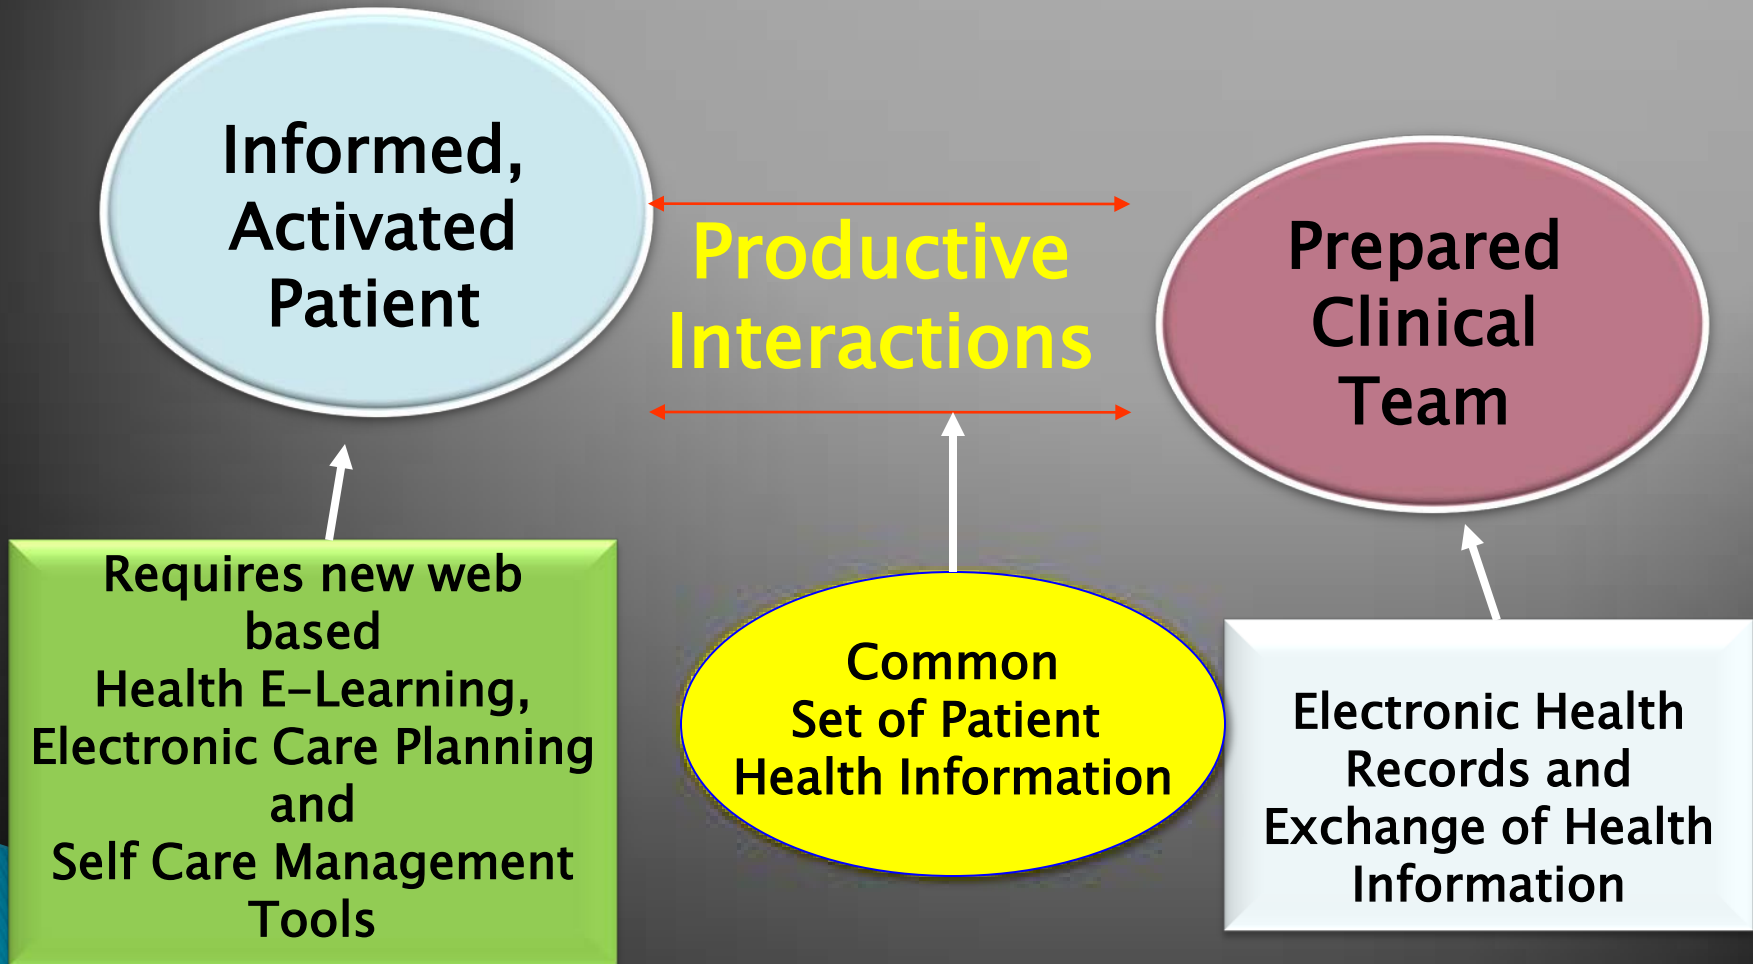 Informed,
Activated
Patient
Productive
Interactions
Prepared
Clinical
Team
Requires new web
based
Health E-Learning,
Electronic Care Planning
and
Self Care Management
Tools
Common
Set of Patient
Health Information
Electronic Health
Records and
Exchange of Health
Information